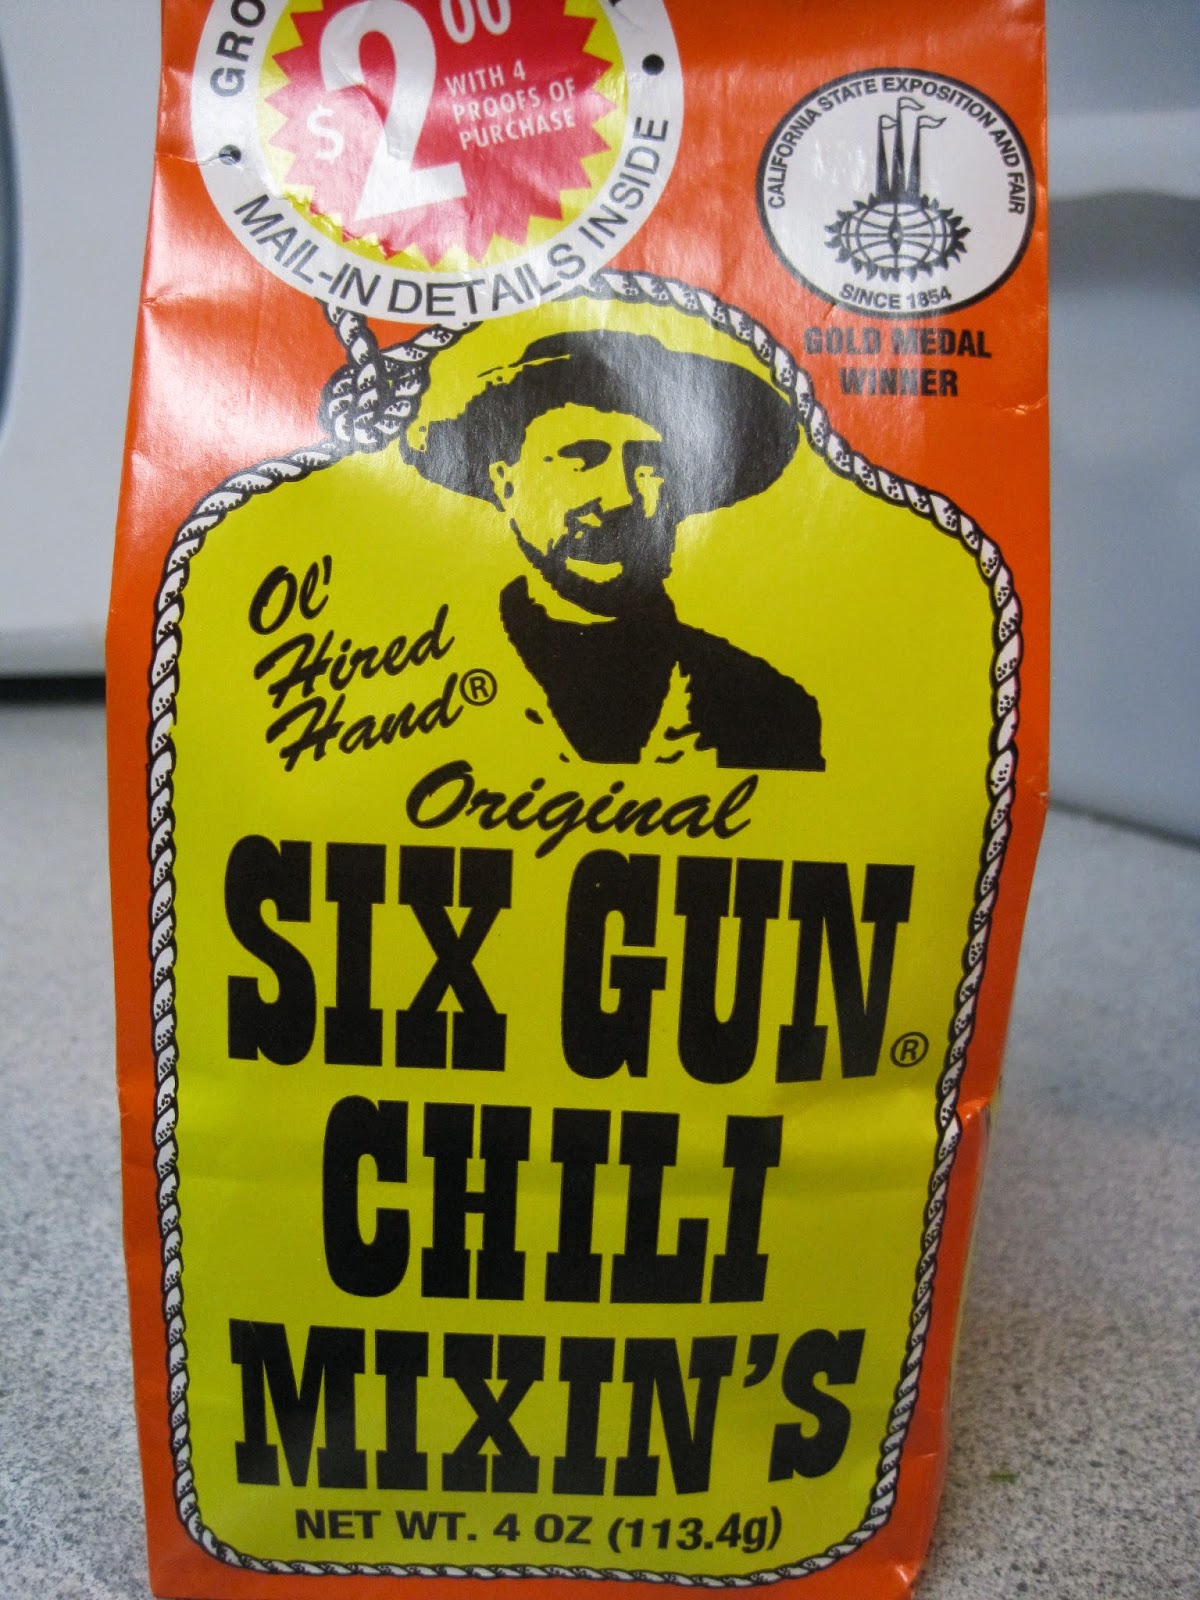 $2.00
WITH 4
PROOFS OF
PURCHASE
• MAIL-IN DETAILS INSIDE •
CALIFORNIA STATE EXPOSITION AND FAIR
SINCE 1854
GOLD MEDAL
WINNER
Ol'
Hired
Hand®
Original
SIX GUN®
CHILI
MIXIN'S
NET WT. 4 OZ (113.4g)